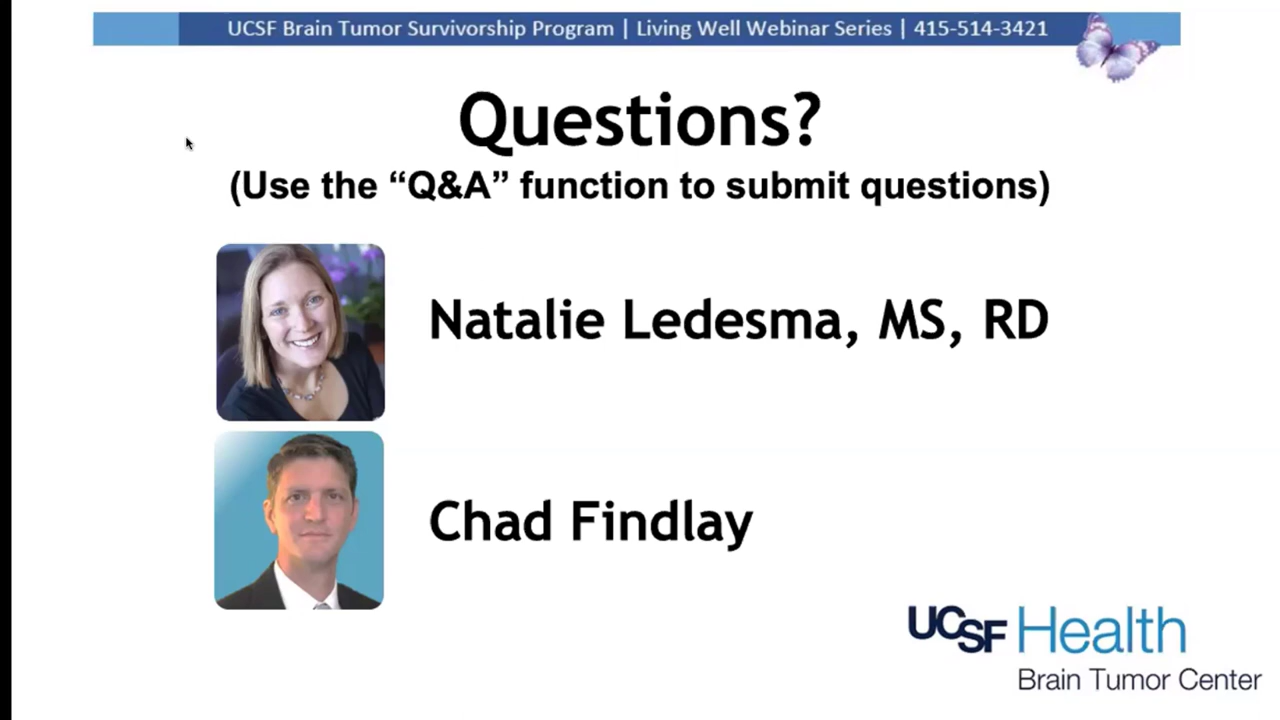 UCSF Brain Tumor Survivorship Program | Living Well Webinar Series | 415-514-3421
Questions?
(Use the “Q&A” function to submit questions)
Natalie Ledesma, MS, RD
Chad Findlay
UCSF Health
Brain Tumor Center